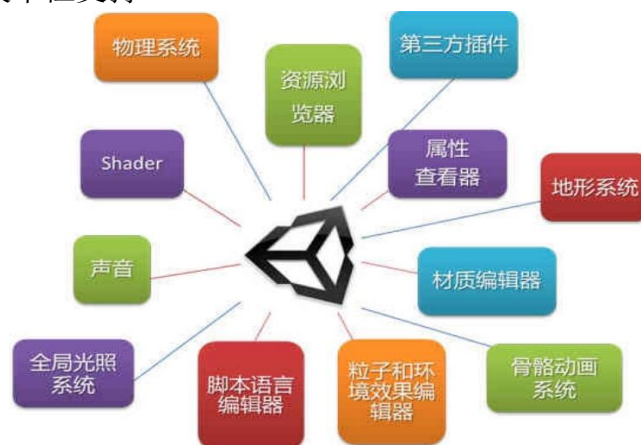 物理系统
第三方插件
资源浏
览器
Shader
属性
查看器
地形系统
声音
材质编辑器
全局光照
系统
脚本语言
编辑器
粒子和环
境效果编
辑器
骨骼动画
系统